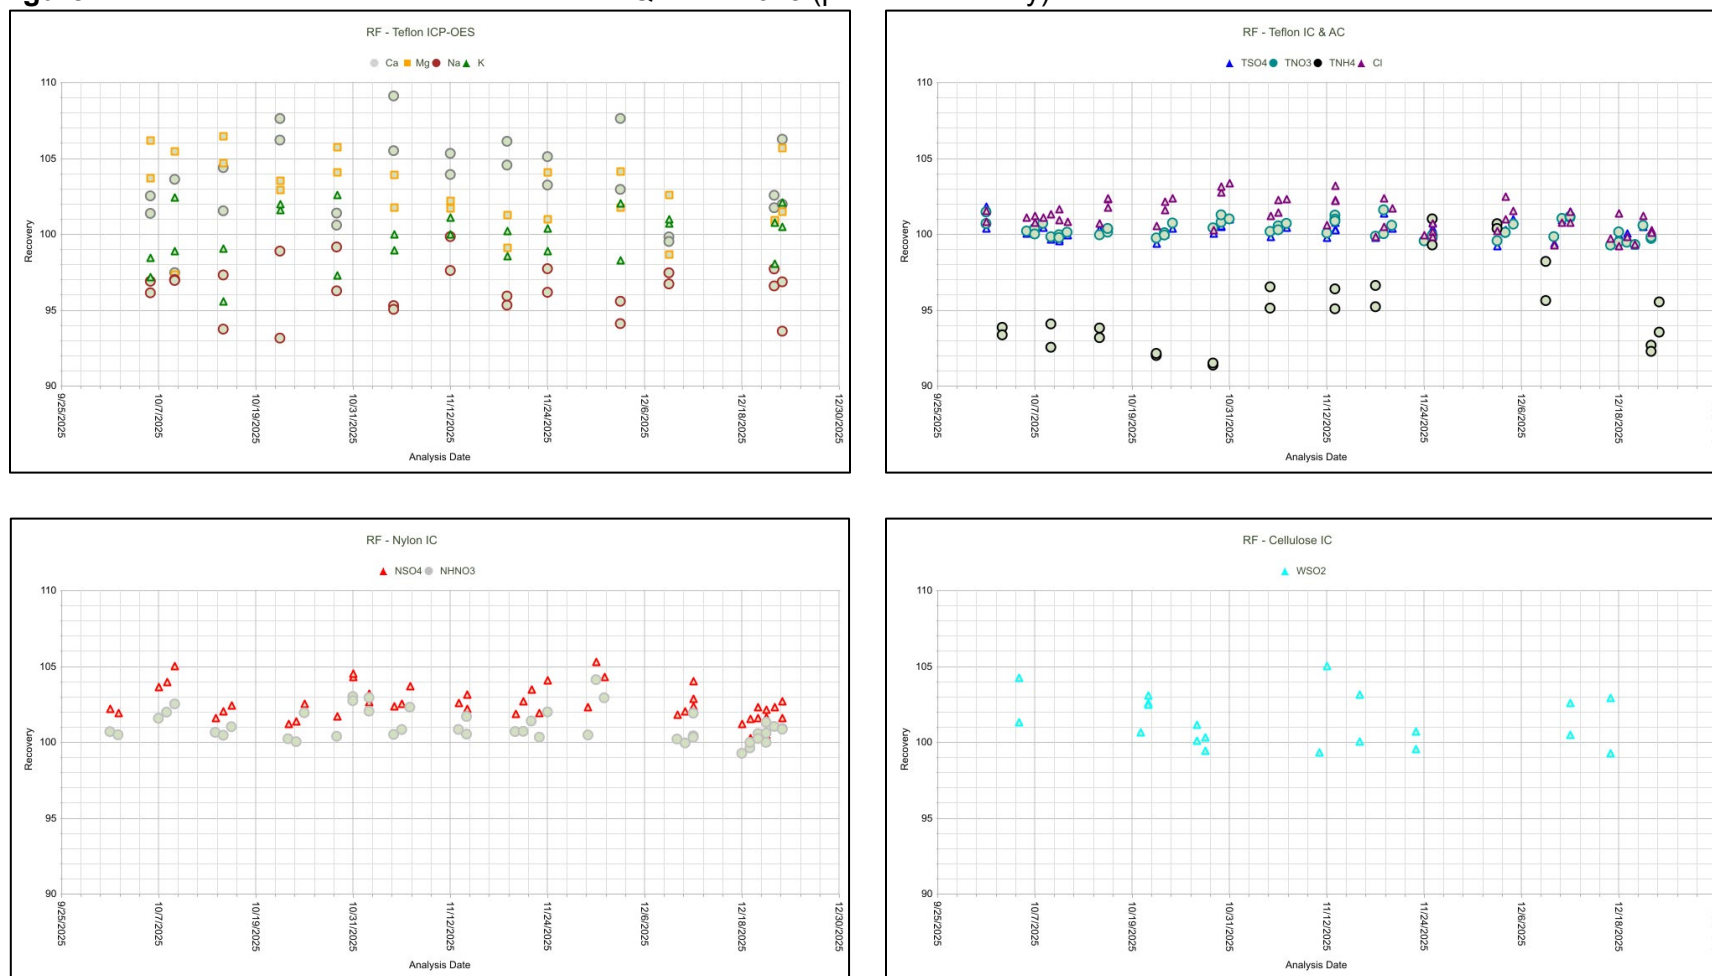 RF - Teflon ICP-OES
Ca Mg Na K
110
105
100
95
90
Recovery
9/25/2025 10/7/2025 10/19/2025 10/31/2025 11/12/2025 11/24/2025 12/6/2025 12/18/2025 12/30/2025
Analysis Date
RF - Teflon IC & AC
TSO4 TNO3 TNH4 Cl
110
105
100
95
90
Recovery
9/25/2025 10/7/2025 10/19/2025 10/31/2025 11/12/2025 11/24/2025 12/6/2025 12/18/2025
Analysis Date
RF - Nylon IC
NSO4 NHNO3
110
105
100
95
90
Recovery
9/25/2025 10/7/2025 10/19/2025 10/31/2025 11/12/2025 11/24/2025 12/6/2025 12/18/2025 12/30/2025
Analysis Date
RF - Cellulose IC
WSO2
110
105
100
95
90
Recovery
9/25/2025 10/7/2025 10/19/2025 10/31/2025 11/12/2025 11/24/2025 12/6/2025 12/18/2025
Analysis Date